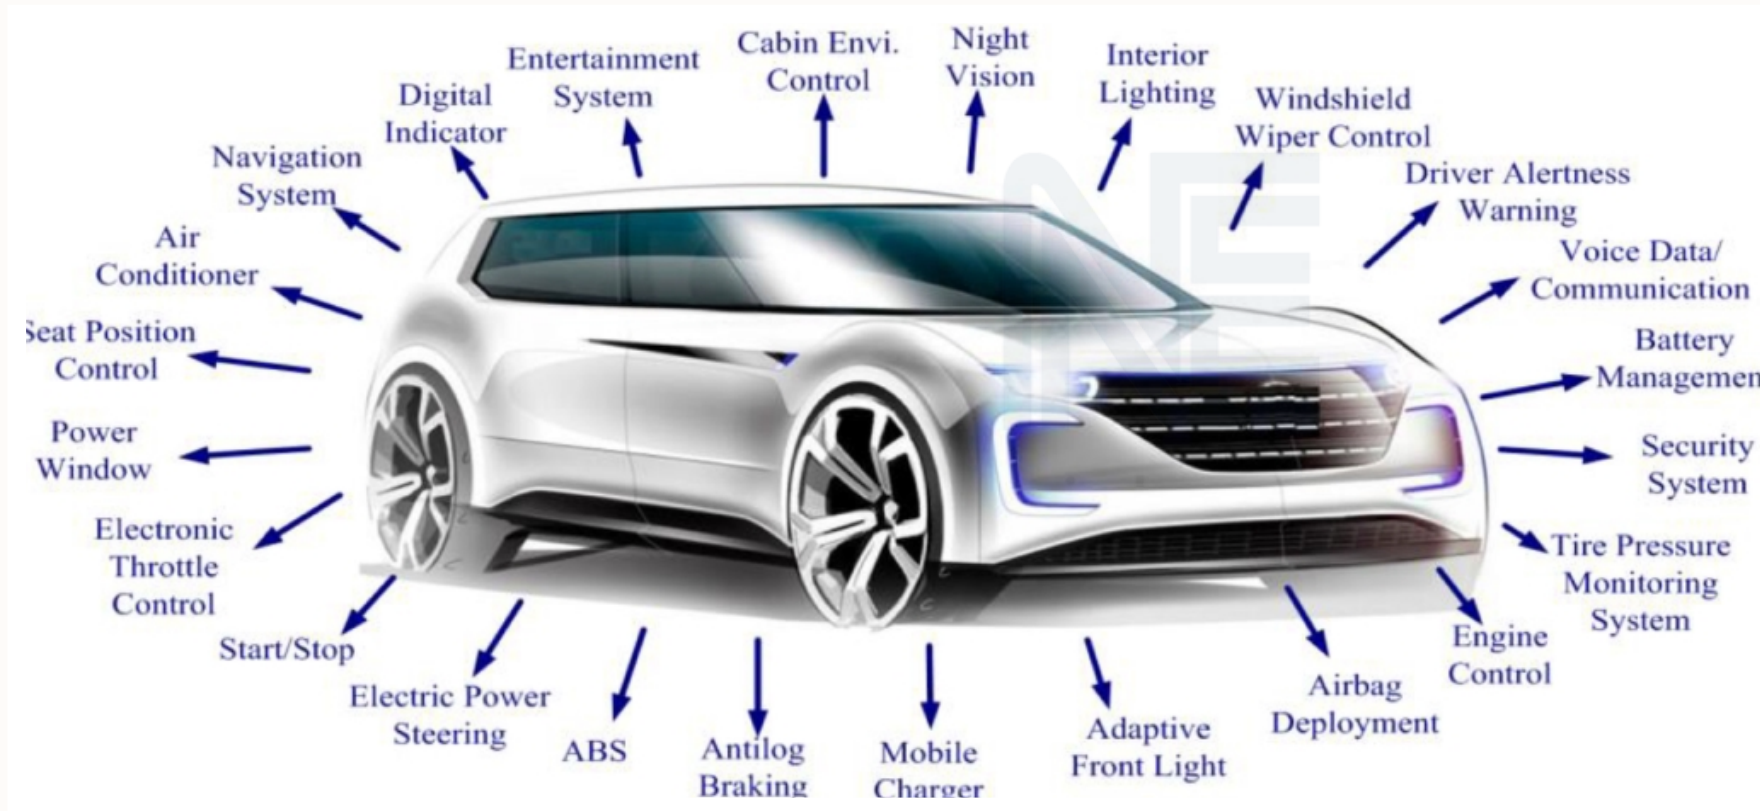 Entertainment
System
Cabin Envi.
Control
Night
Vision
Interior
Lighting
Digital
Indicator
Windshield
Wiper Control
Navigation
System
Driver Alertness
Warning
Air
Conditioner
Voice Data/
Communication
Seat Position
Control
Battery
Managemen
Power
Window
Security
System
Electronic
Throttle
Control
Tire Pressure
Monitoring
System
Start/Stop
Engine
Control
Electric Power
Steering
Airbag
Deployment
ABS
Antilog
Braking
Mobile
Charger
Adaptive
Front Light
NE